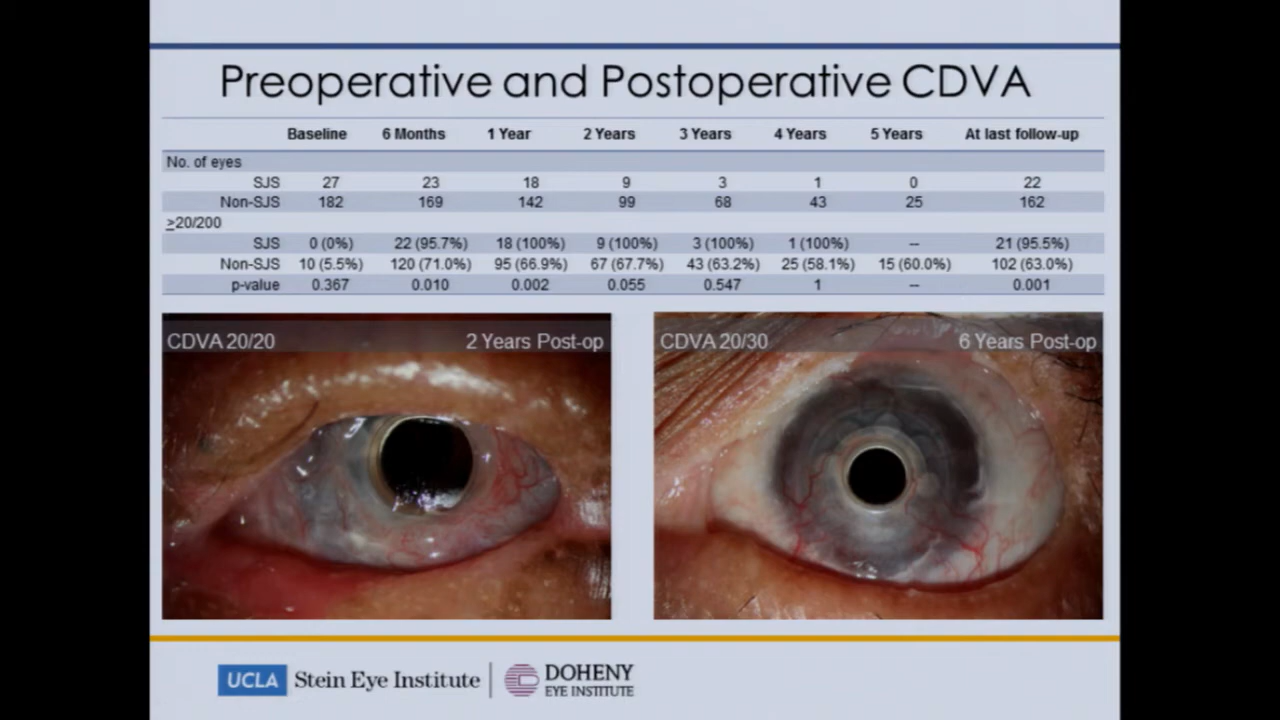 Preoperative and Postoperative CDVA
Baseline 6 Months 1 Year 2 Years 3 Years 4 Years 5 Years At last follow-up
No. of eyes
SJS 27 23 18 9 3 1 0 22
Non-SJS 182 169 142 99 68 43 25 162
≥20/200
SJS 0 (0%) 22 (95.7%) 18 (100%) 9 (100%) 3 (100%) 1 (100%) -- 21 (95.5%)
Non-SJS 10 (5.5%) 120 (71.0%) 95 (66.9%) 67 (67.7%) 43 (63.2%) 25 (58.1%) 15 (60.0%) 102 (63.0%)
p-value 0.367 0.010 0.002 0.055 0.547 1 -- 0.001
CDVA 20/20 2 Years Post-op
CDVA 20/30 6 Years Post-op
UCLA Stein Eye Institute
DOHENY
EYE INSTITUTE